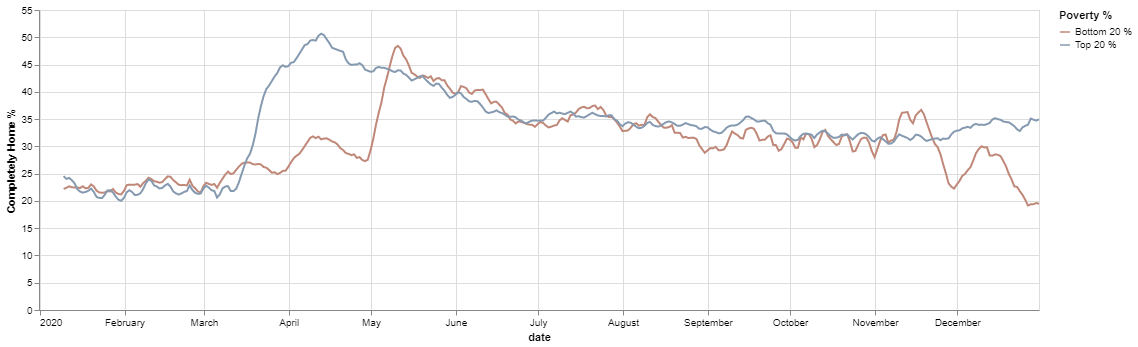 55
50
45
40
35
30
25
20
15
10
5
0
Completely Home %
2020 February March April May June July August September October November December
date
Poverty %
Bottom 20 %
Top 20 %